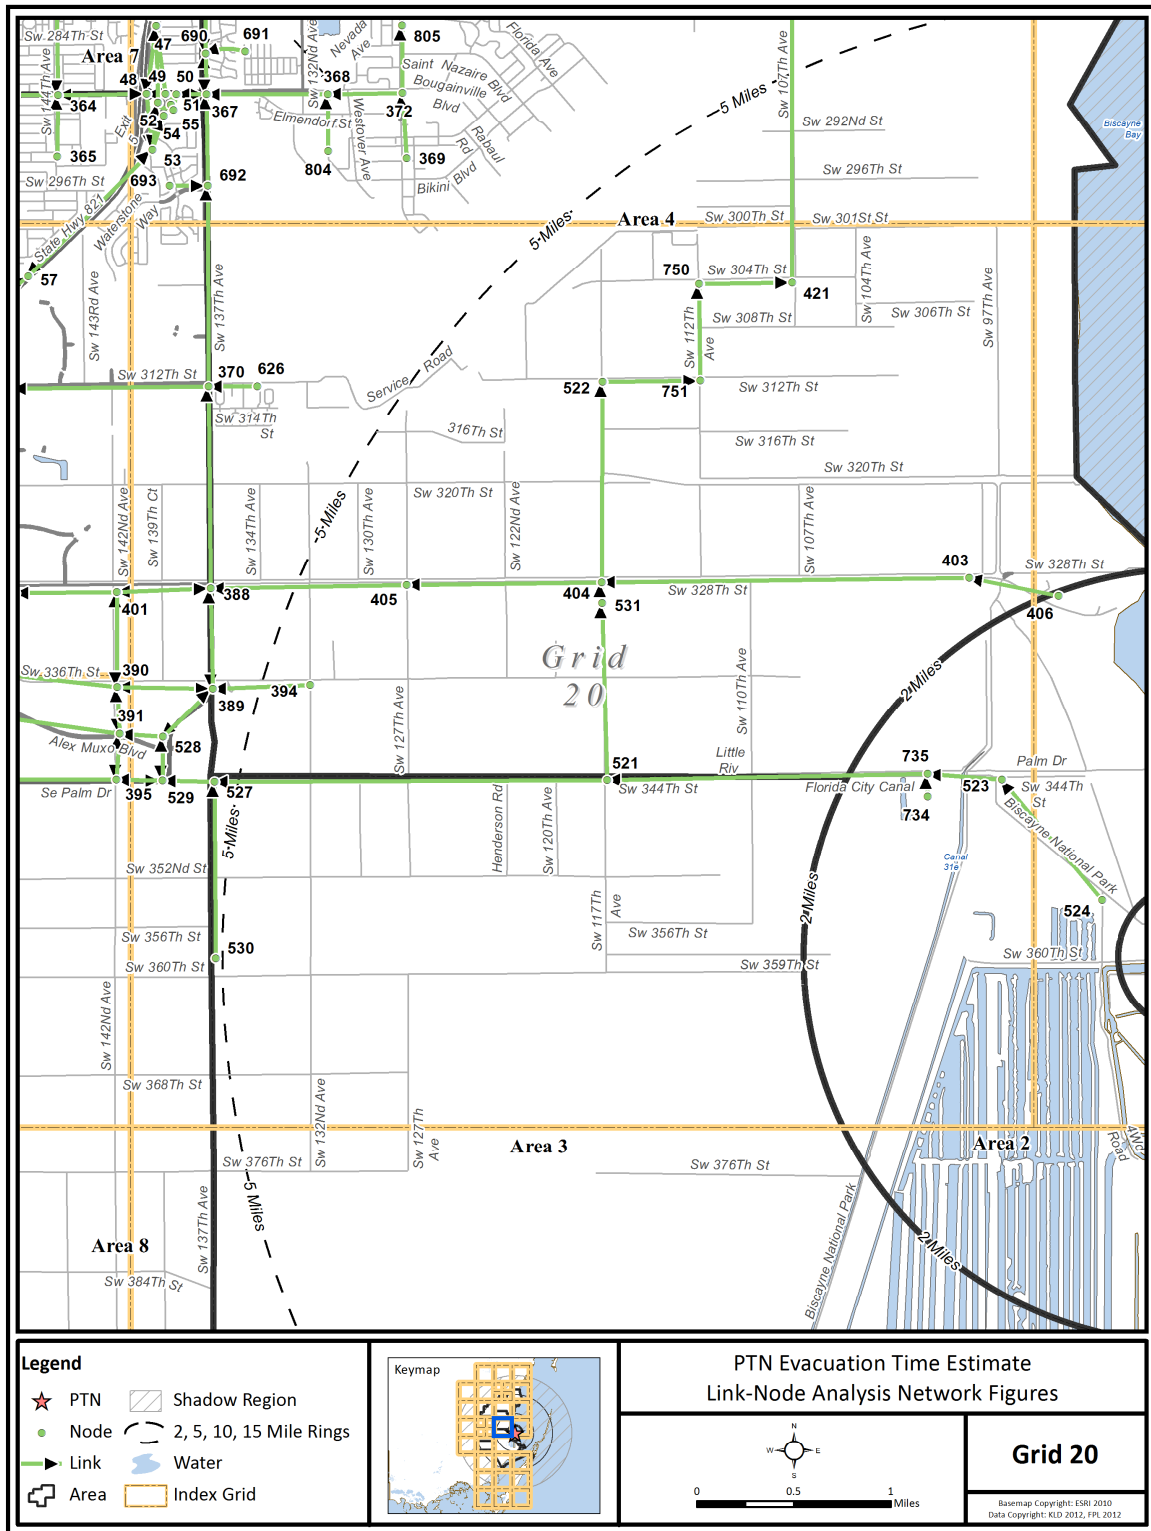 Sw 284Th St
Area 7
47
690
691
Sw 132Nd Ave
Nevada
Ave
805
Florida Ave
Sw 107Th Ave
Saint Nazaire Blvd
Bougainville
Blvd
48
49
50
368
364
Sw 144Th Ave
51
367
372
5 Miles
52
55
54
Elmendorf St
Exit
5
Westover Ave
Rabaul
Rd
Sw 292Nd St
Biscayne
Bay
365
53
804
369
Sw 296Th St
693
692
Bikini Blvd
Sw 296Th St
State Hwy 821
Waterstone
Way
5 Miles
Area 4
Sw 300Th St
Sw 301St St
57
Sw 143Rd Ave
Sw 137Th Ave
750
Sw 304Th St
421
Sw 104Th Ave
Sw 97Th Ave
Sw 306Th St
Sw 308Th St
Sw 112Th
Ave
Sw 312Th St
370
626
Service Road
522
751
Sw 312Th St
Sw 314Th
St
316Th St
Sw 316Th St
Sw 320Th St
Sw 320Th St
Sw 142Nd Ave
Sw 139Th Ct
Sw 134Th Ave
5 Miles
Sw 130Th Ave
Sw 122Nd Ave
Sw 107Th Ave
403
Sw 328Th St
401
388
405
404
531
Sw 328Th St
406
Sw 336Th St
390
394
389
Grid
20
Sw 110Th Ave
2 Miles
391
Alex Muxo Blvd
528
Sw 127Th Ave
Little
Riv
521
735
Palm Dr
Se Palm Dr
395
529
527
Sw 344Th St
Florida City Canal
523
Sw 344Th
St
734
5 Miles
Henderson Rd
Sw 120Th Ave
Biscayne National Park
Canal
31e
Sw 352Nd St
2 Miles
Sw 117Th
Ave
524
Sw 356Th St
530
Sw 356Th St
Sw 360Th St
Sw 360Th St
Sw 359Th St
Sw 142Nd Ave
Sw 368Th St
Sw 132Nd Ave
Sw 127Th
Ave
Area 3
Area 2
4Wd
Road
Sw 376Th St
Sw 376Th St
5 Miles
Sw 137Th Ave
Biscayne National Park
Area 8
2 Miles
Sw 384Th St
Legend
PTN
Shadow Region
Node
2, 5, 10, 15 Mile Rings
Link
Water
Area
Index Grid
Keymap
PTN Evacuation Time Estimate
Link-Node Analysis Network Figures
N
W
E
S
0
0.5
1
Miles
Grid 20
Basemap Copyright: ESRI 2010
Data Copyright: KLD 2012, FPL 2012